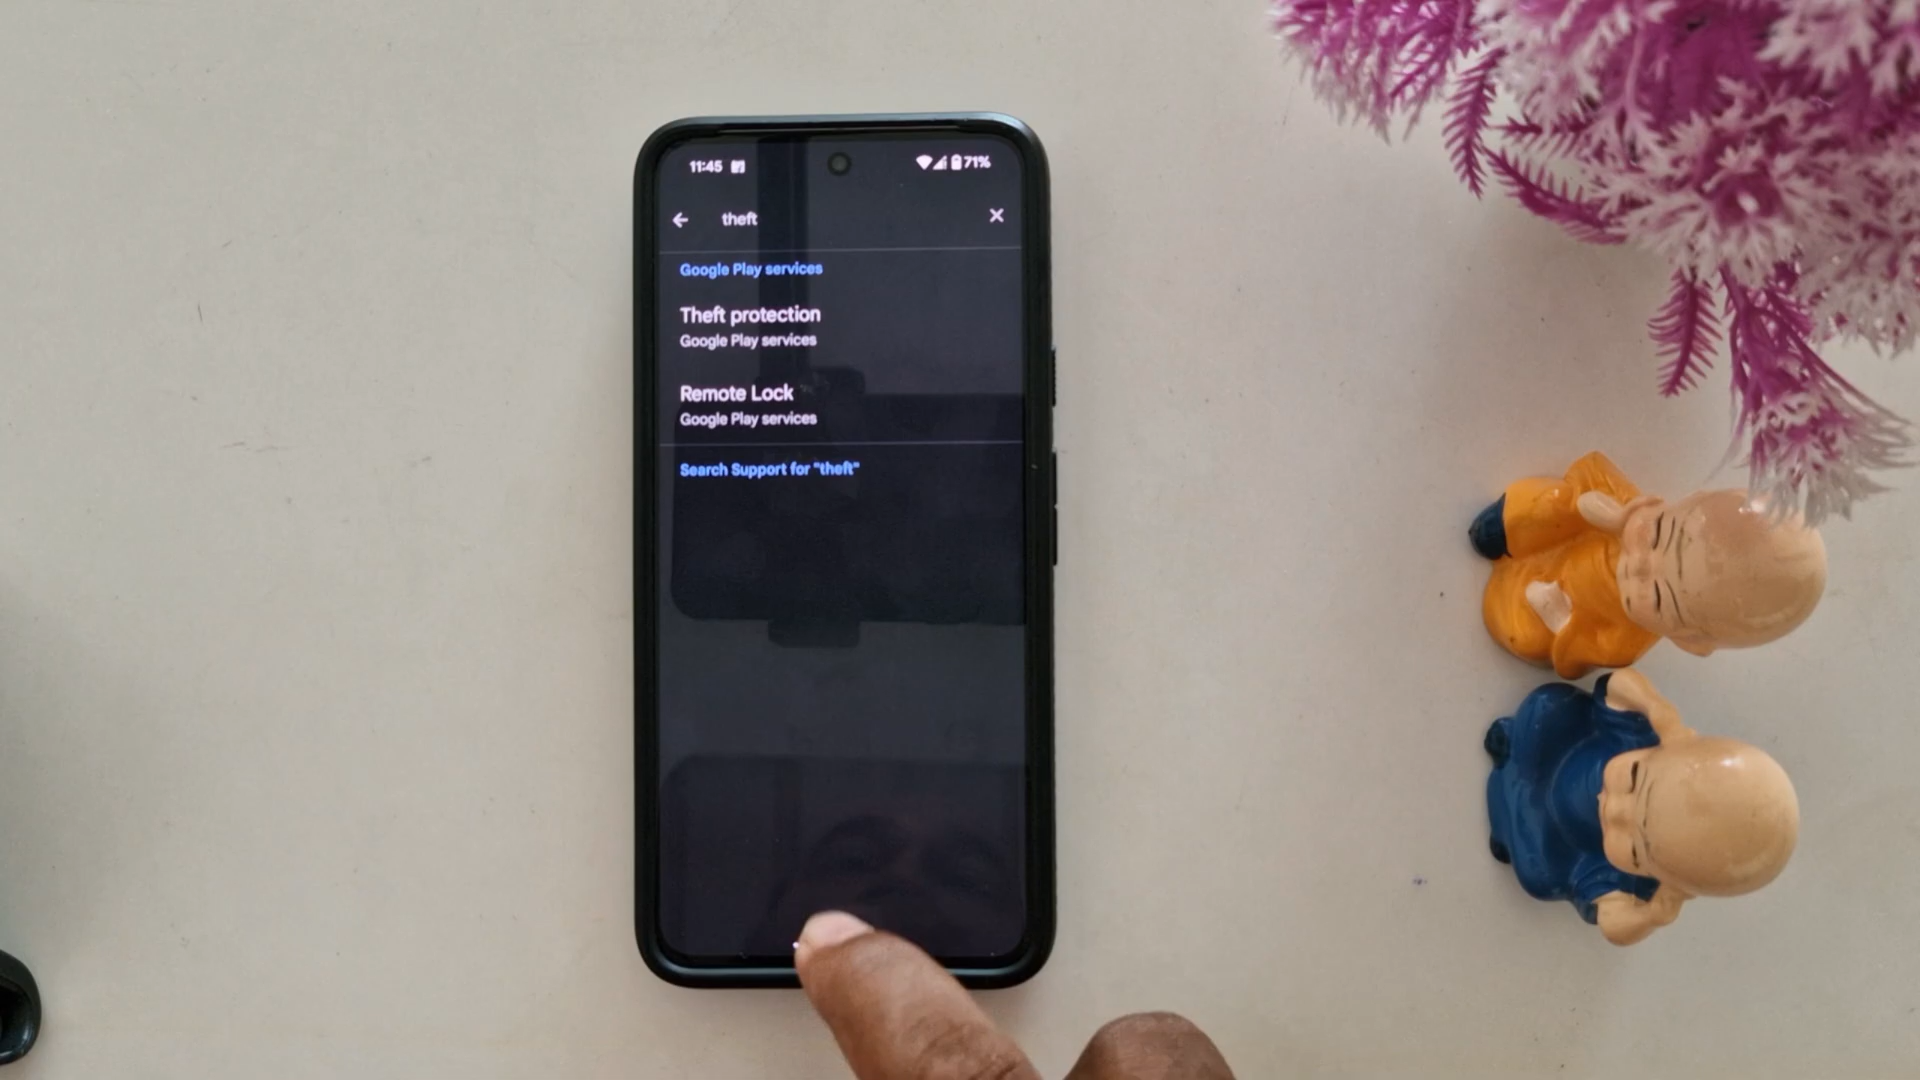 11:45
71%
theft
Google Play services
Theft protection
Google Play services
Remote Lock
Google Play services
Search Support for "theft"